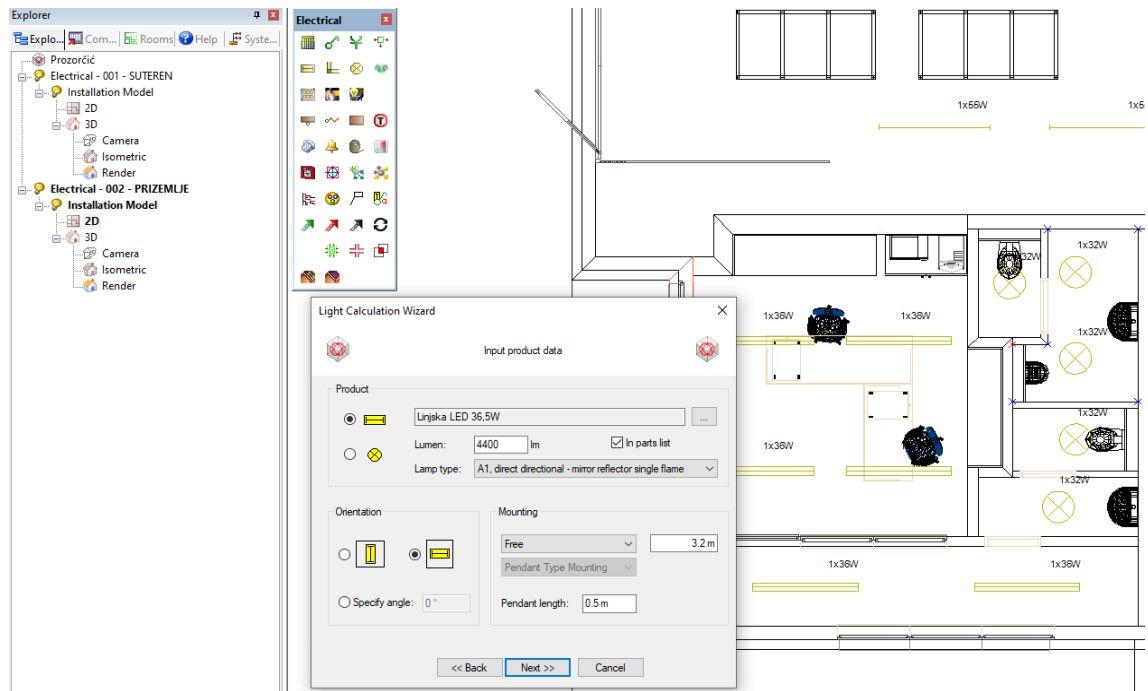 Explorer
Explo...
Com...
Rooms
Help
Syste...
Prozorčić
Electrical - 001 - SUTEREN
Installation Model
2D
3D
Camera
Isometric
Render
Electrical - 002 - PRIZEMLJE
Installation Model
2D
3D
Camera
Isometric
Render
Electrical
Light Calculation Wizard
Input product data
Product
Linjska LED 36,5W
...
Lumen:
4400
lm
In parts list
Lamp type:
A1, direct directional - mirror reflector single flame
Orientation
Specify angle:
0 °
Mounting
Free
3.2 m
Pendant Type Mounting
Pendant length:
0.5 m
<< Back
Next >>
Cancel
1x55W
1x5
1x32W
32W
1x36W
1x36W
1x32W
1x36W
1x32W
1x32W
1x36W
1x36W